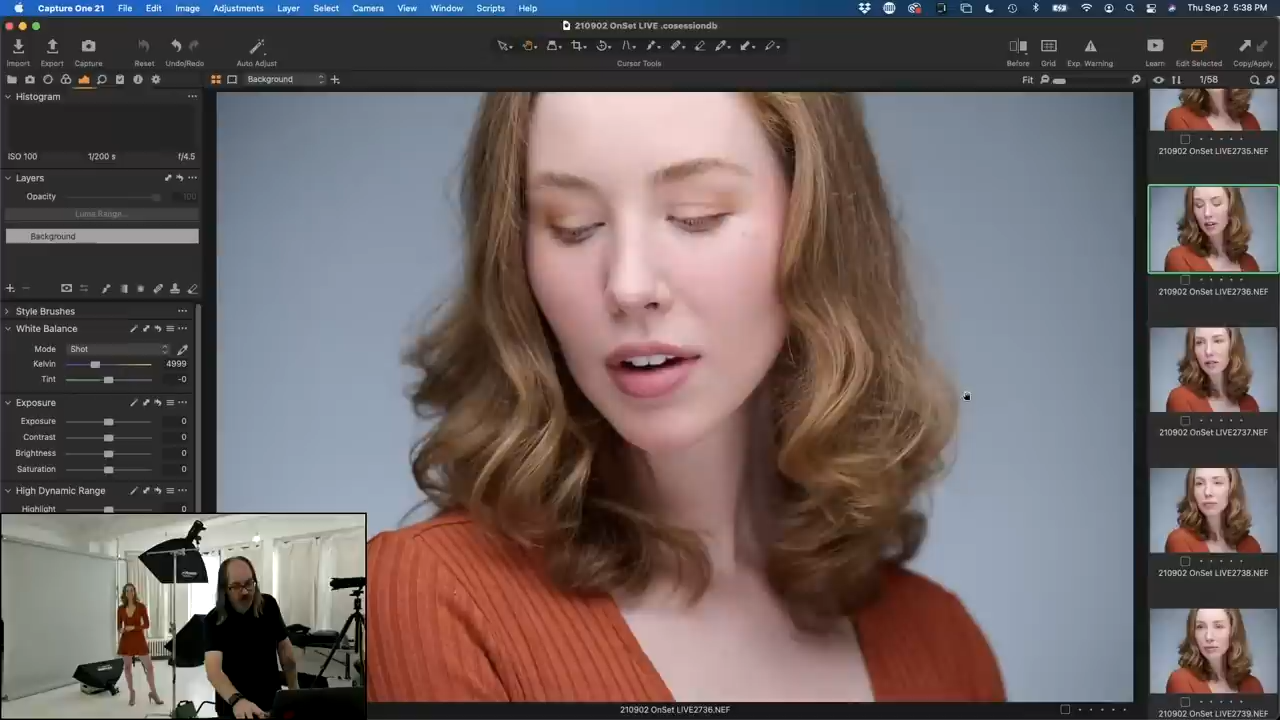 Capture One 21 File Edit Image Adjustments Layer Select Camera View Window Scripts Help Thu Sep 2 5:38 PM
210902 OnSet LIVE .cosessiondb
Import Export Capture Reset Undo/Redo Auto Adjust Cursor Tools Before Grid Exp. Warning Learn Edit Selected Copy/Apply
Background Fit 1/58
Histogram
ISO 100 1/200 s f/4.5
Layers
Opacity 100
Luma Range...
Background
Style Brushes
White Balance
Mode Shot
Kelvin 4999
Tint -0
Exposure
Exposure 0
Contrast 0
Brightness 0
Saturation 0
High Dynamic Range
Highlight 0
210902 OnSet LIVE2736.NEF
210902 OnSet LIVE2735.NEF
210902 OnSet LIVE2736.NEF
210902 OnSet LIVE2737.NEF
210902 OnSet LIVE2738.NEF
210902 OnSet LIVE2739.NEF